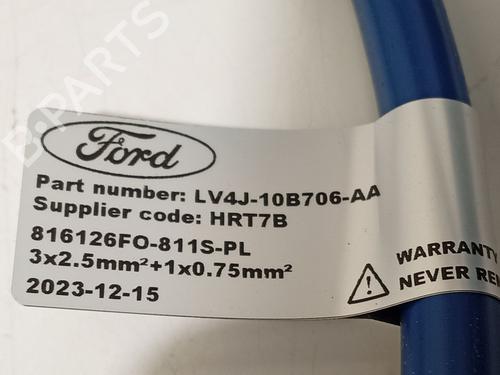 B-PARTS
Ford
Part number: LV4J-10B706-AA
Supplier code: HRT7B
816126FO-811S-PL
3x2.5mm²+1x0.75mm²
2023-12-15
WARRANTY
NEVER